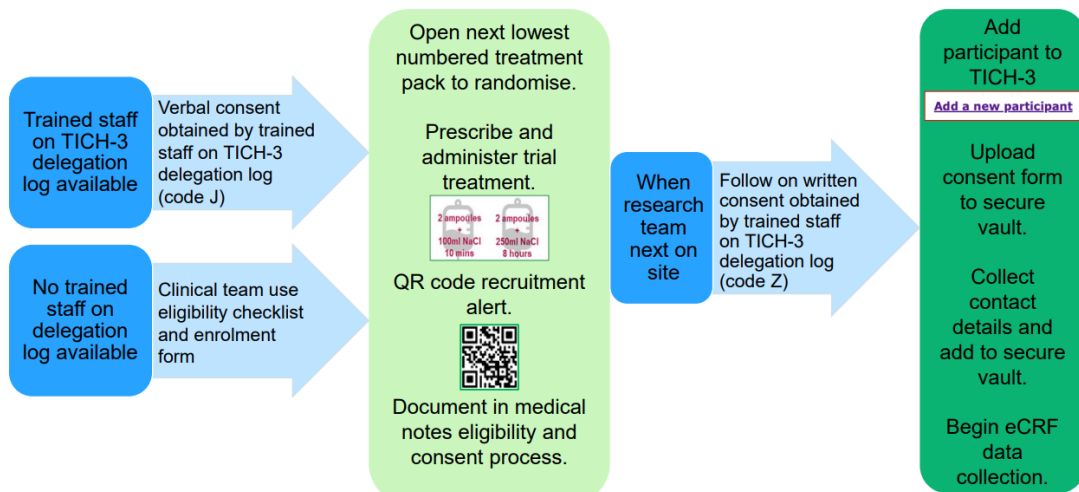 Trained staff
on TICH-3
delegation
log available
Verbal consent
obtained by trained
staff on TICH-3
delegation log
(code J)
No trained
staff on
delegation
log available
Clinical team use
eligibility checklist
and enrolment
form
Open next lowest
numbered treatment
pack to randomise.
Prescribe and
administer trial
treatment.
2 ampoules
+
100ml NaCl
10 mins
2 ampoules
+
250ml NaCl
8 hours
QR code recruitment
alert.
Document in medical
notes eligibility and
consent process.
When
research
team
next on
site
Follow on written
consent obtained
by trained staff
on TICH-3
delegation log
(code Z)
Add
participant to
TICH-3
Add a new participant
Upload
consent form
to secure
vault.
Collect
contact
details and
add to secure
vault.
Begin eCRF
data
collection.